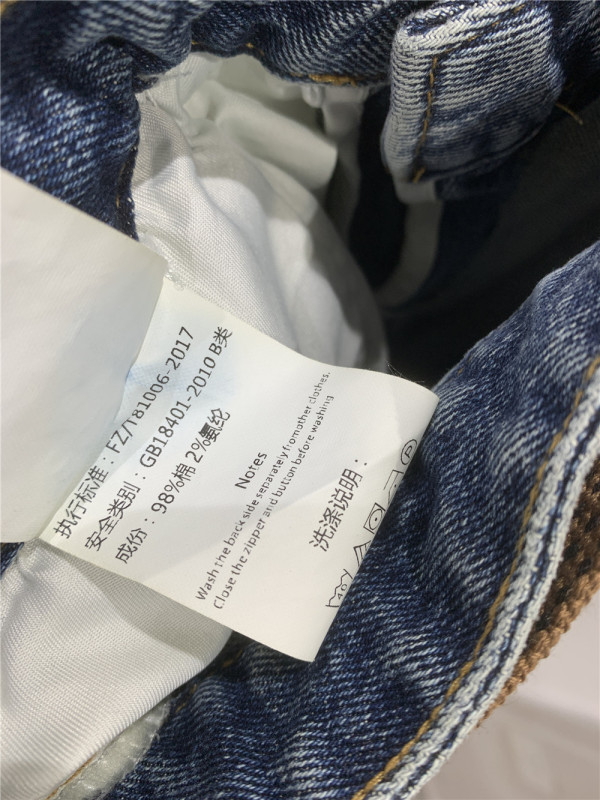 执行标准：FZ/T81006-2017
安全类别：GB18401-2010 B类
成份：98%棉 2%氨纶
Notes
Wash the back side separately from other clothes.
Close the zipper and button before washing
洗涤说明：
40
P